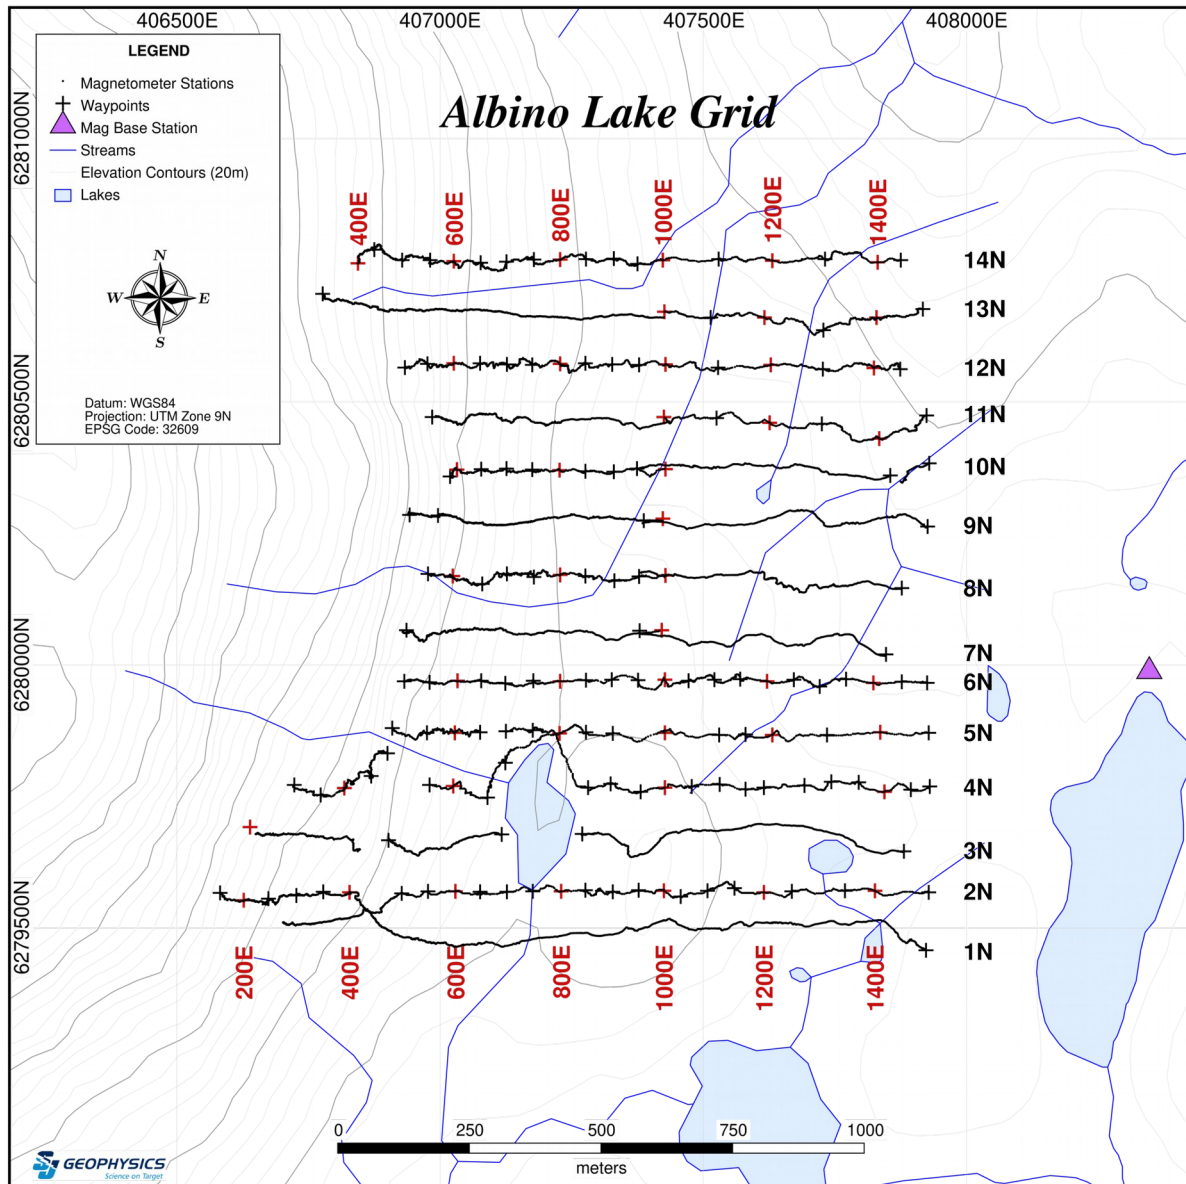 406500E 407000E 407500E 408000E
LEGEND
Magnetometer Stations
Waypoints
Mag Base Station
Streams
Elevation Contours (20m)
Lakes
N
W E
S
Datum: WGS84
Projection: UTM Zone 9N
EPSG Code: 32609
Albino Lake Grid
6281000N
6280500N
6280000N
6279500N
400E 600E 800E 1000E 1200E 1400E
14N
13N
12N
11N
10N
9N
8N
7N
6N
5N
4N
3N
2N
1N
200E 400E 600E 800E 1000E 1200E 1400E
0 250 500 750 1000
meters
SJ GEOPHYSICS
Science on Target